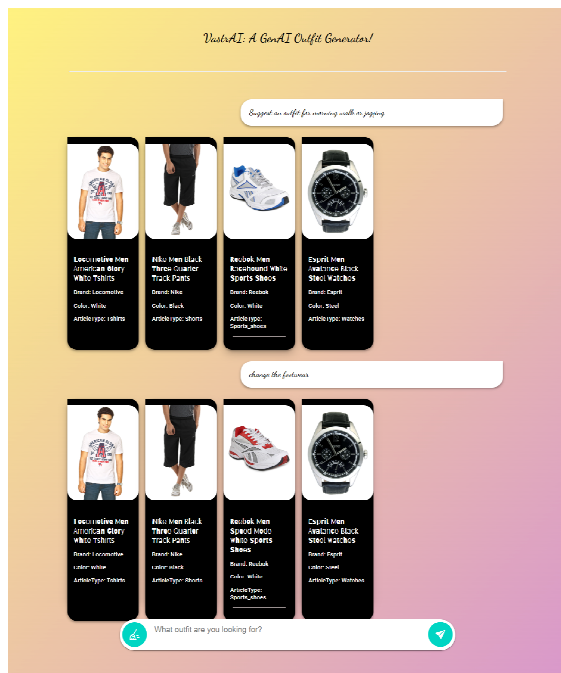 VastrAI: A GenAI Outfit Generator!
Suggest an outfit for morning walk or jogging
Locomotive Men
American Glory
White Tshirts
Brand: Locomotive
Color: White
ArticleType: Tshirts
Nike Men Black
Three Quarter
Track Pants
Brand: Nike
Color: Black
ArticleType: Shorts
Reebok Men
Racehound White
Sports Shoes
Brand: Reebok
Color: White
ArticleType:
Sports_shoes
Esprit Men
Avalance Black
Steel Watches
Brand: Esprit
Color: Steel
ArticleType: Watches
change the footwear
Locomotive Men
American Glory
White Tshirts
Brand: Locomotive
Color: White
ArticleType: Tshirts
Nike Men Black
Three Quarter
Track Pants
Brand: Nike
Color: Black
ArticleType: Shorts
Reebok Men
Speed Mode
White Sports
Shoes
Brand: Reebok
Color: White
ArticleType:
Sports_shoes
Esprit Men
Avalance Black
Steel Watches
Brand: Esprit
Color: Steel
ArticleType: Watches
What outfit are you looking for?